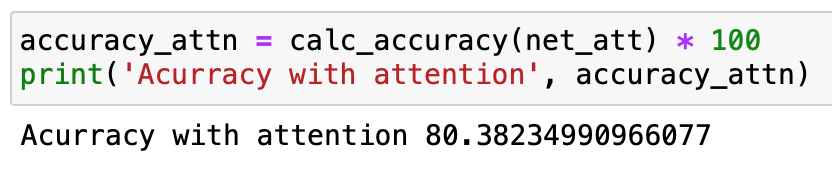 accuracy_attn = calc_accuracy(net_att) * 100
print('Acurracy with attention', accuracy_attn)
Acurracy with attention 80.38234990966077